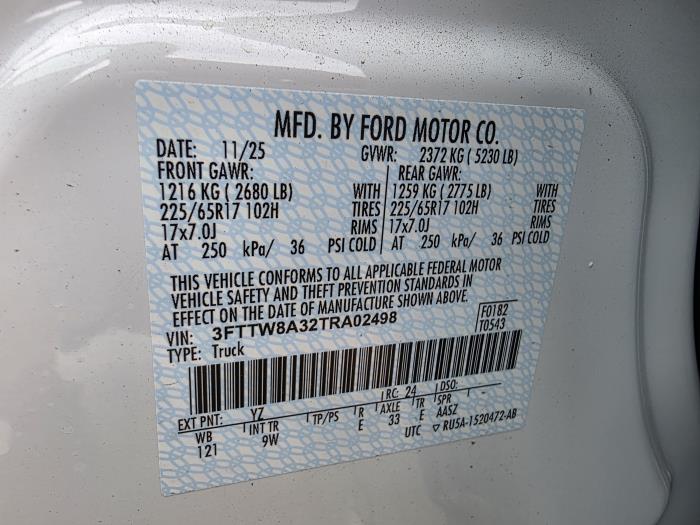 MFD. BY FORD MOTOR CO.
DATE: 11/25 GVWR: 2372 KG ( 5230 LB)
FRONT GAWR: REAR GAWR:
1216 KG ( 2680 LB) WITH 1259 KG ( 2775 LB) WITH
225/65R17 102H TIRES 225/65R17 102H TIRES
17x7.0J RIMS 17x7.0J RIMS
AT 250 kPa/ 36 PSI COLD AT 250 kPa/ 36 PSI COLD
THIS VEHICLE CONFORMS TO ALL APPLICABLE FEDERAL MOTOR
VEHICLE SAFETY AND THEFT PREVENTION STANDARDS IN
EFFECT ON THE DATE OF MANUFACTURE SHOWN ABOVE.
VIN: 3FTTW8A32TRA02498 F0182
TYPE: Truck T0543
EXT PNT: YZ RC: 24 DSO:
WB INT TR TP/PS R AXLE TR SPR
121 9W E 33 E AASZ
UTC ▽ RU5A-1520472-AB